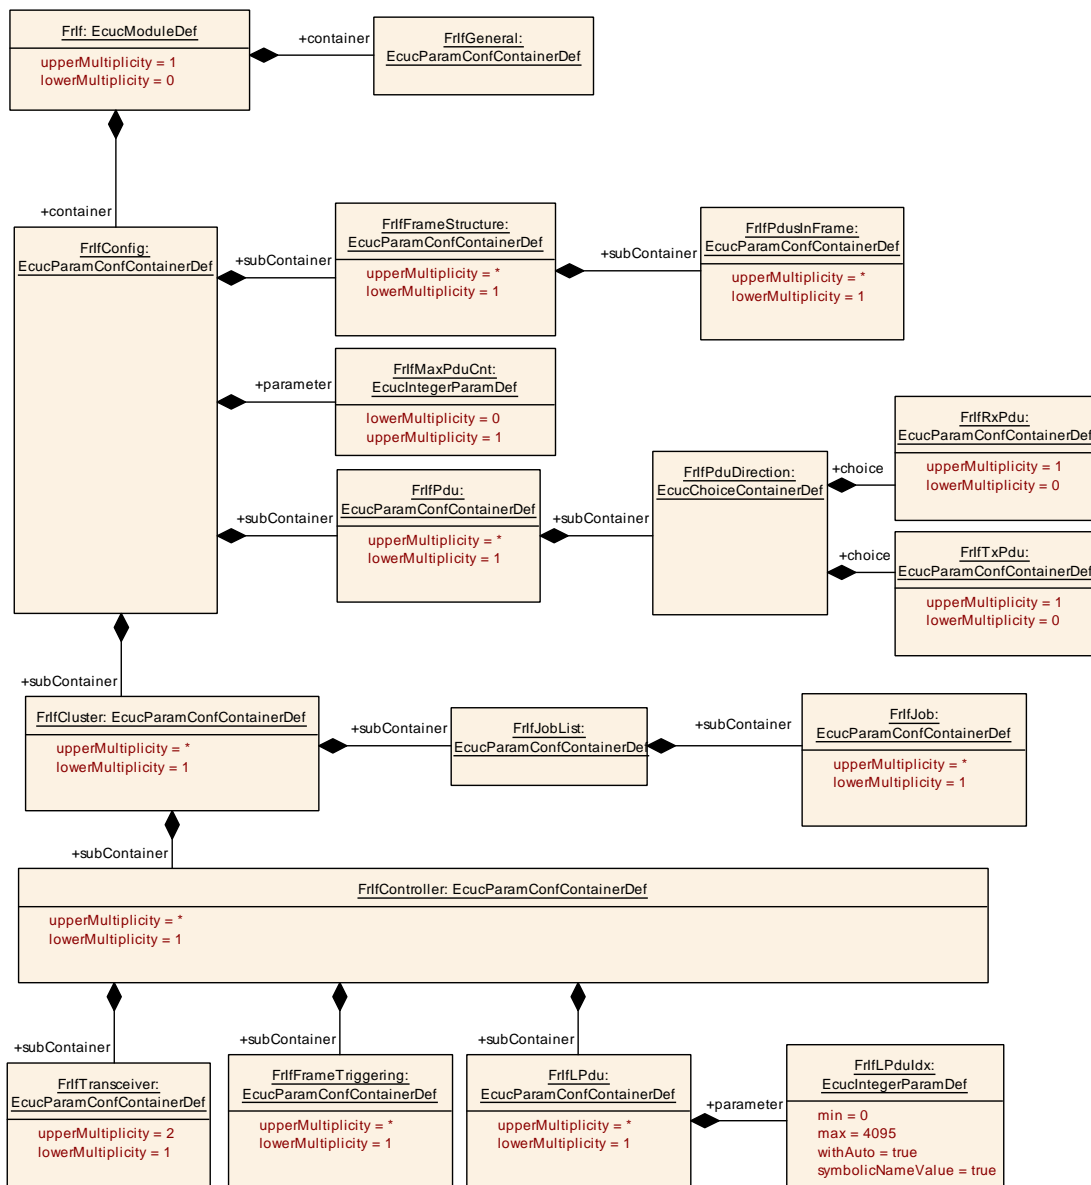 FrIf: EcucModuleDef
upperMultiplicity = 1
lowerMultiplicity = 0
+container
FrIfGeneral:
EcucParamConfContainerDef
+container
FrIfConfig:
EcucParamConfContainerDef
+subContainer
FrIfFrameStructure:
EcucParamConfContainerDef
upperMultiplicity = *
lowerMultiplicity = 1
+subContainer
FrIfPdusInFrame:
EcucParamConfContainerDef
upperMultiplicity = *
lowerMultiplicity = 1
+parameter
FrIfMaxPduCnt:
EcucIntegerParamDef
lowerMultiplicity = 0
upperMultiplicity = 1
+subContainer
FrIfPdu:
EcucParamConfContainerDef
upperMultiplicity = *
lowerMultiplicity = 1
+subContainer
FrIfPduDirection:
EcucChoiceContainerDef
+choice
FrIfRxPdu:
EcucParamConfContainerDef
upperMultiplicity = 1
lowerMultiplicity = 0
+choice
FrIfTxPdu:
EcucParamConfContainerDef
upperMultiplicity = 1
lowerMultiplicity = 0
+subContainer
FrIfCluster: EcucParamConfContainerDef
upperMultiplicity = *
lowerMultiplicity = 1
+subContainer
FrIfJobList:
EcucParamConfContainerDef
+subContainer
FrIfJob:
EcucParamConfContainerDef
upperMultiplicity = *
lowerMultiplicity = 1
+subContainer
FrIfController: EcucParamConfContainerDef
upperMultiplicity = *
lowerMultiplicity = 1
+subContainer
FrIfTransceiver:
EcucParamConfContainerDef
upperMultiplicity = 2
lowerMultiplicity = 1
+subContainer
FrIfFrameTriggering:
EcucParamConfContainerDef
upperMultiplicity = *
lowerMultiplicity = 1
+subContainer
FrIfLPdu:
EcucParamConfContainerDef
upperMultiplicity = *
lowerMultiplicity = 1
+parameter
FrIfLPduIdx:
EcucIntegerParamDef
min = 0
max = 4095
withAuto = true
symbolicNameValue = true